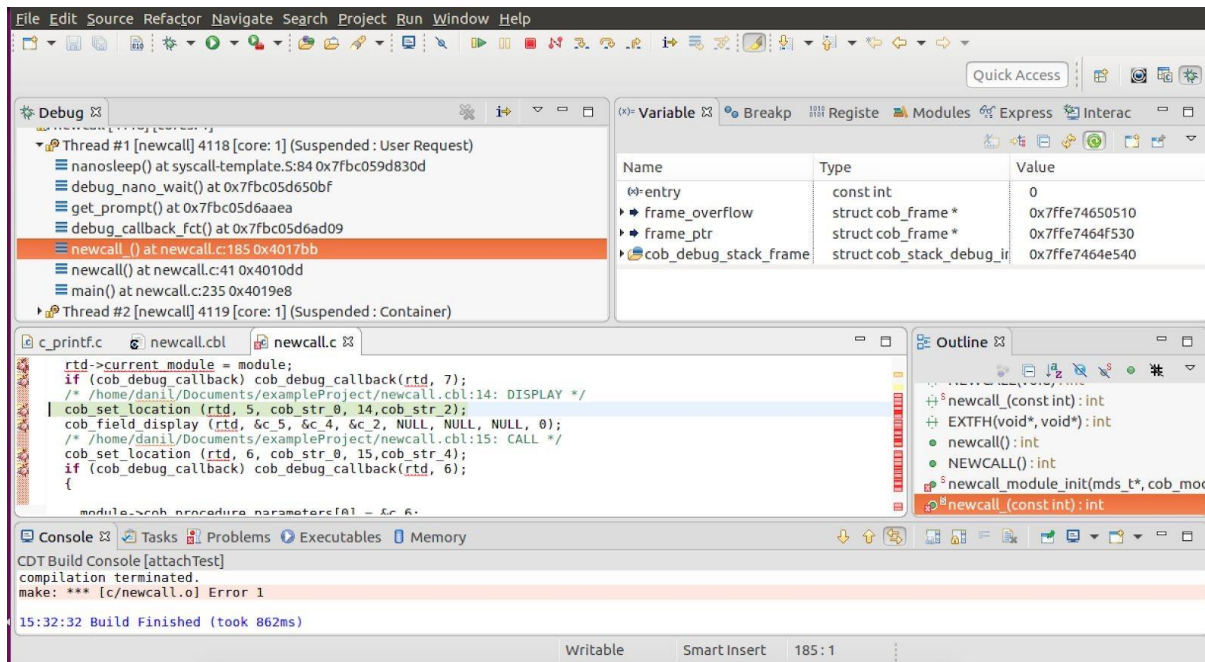 File Edit Source Refactor Navigate Search Project Run Window Help
Quick Access
Debug
Thread #1 [newcall] 4118 [core: 1] (Suspended : User Request)
nanosleep() at syscall-template.S:84 0x7fbc059d830d
debug_nano_wait() at 0x7fbc05d650bf
get_prompt() at 0x7fbc05d6aaea
debug_callback_fct() at 0x7fbc05d6ad09
newcall_() at newcall.c:185 0x4017bb
newcall() at newcall.c:41 0x4010dd
main() at newcall.c:235 0x4019e8
Thread #2 [newcall] 4119 [core: 1] (Suspended : Container)
Variable Breakp Registe Modules Express Interac
Name Type Value
entry const int 0
frame_overflow struct cob_frame * 0x7ffe74650510
frame_ptr struct cob_frame * 0x7ffe7464f530
cob_debug_stack_frame struct cob_stack_debug_ir 0x7ffe7464e540
c_printf.c newcall.cbl newcall.c
rtd->current_module = module;
if (cob_debug_callback) cob_debug_callback(rtd, 7);
/* /home/danil/Documents/exampleProject/newcall.cbl:14: DISPLAY */
cob_set_location (rtd, 5, cob_str_0, 14,cob_str_2);
cob_field_display (rtd, &c_5, &c_4, &c_2, NULL, NULL, NULL, 0);
/* /home/danil/Documents/exampleProject/newcall.cbl:15: CALL */
cob_set_location (rtd, 6, cob_str_0, 15,cob_str_4);
if (cob_debug_callback) cob_debug_callback(rtd, 6);
{
module->cob_procedure_parameters[0] = &c_6;
Outline
newcall_(const int) : int
EXTFH(void*, void*) : int
newcall() : int
NEWCALL() : int
newcall_module_init(mds_t*, cob_moc
newcall_(const int) : int
Console Tasks Problems Executables Memory
CDT Build Console [attachTest]
compilation terminated.
make: *** [c/newcall.o] Error 1
15:32:32 Build Finished (took 862ms)
Writable Smart Insert 185 : 1